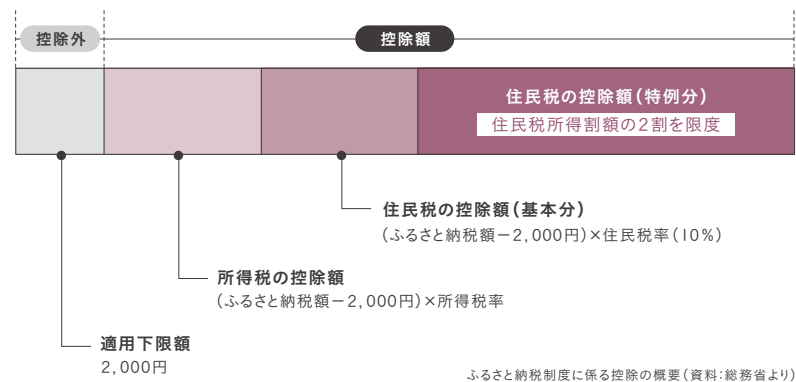 控除外
控除額
住民税の控除額（特例分）
住民税所得割額の2割を限度
住民税の控除額（基本分）
（ふるさと納税額－2,000円）×住民税率（10％）
所得税の控除額
（ふるさと納税額－2,000円）×所得税率
適用下限額
2,000円
ふるさと納税制度に係る控除の概要（資料：総務省より）